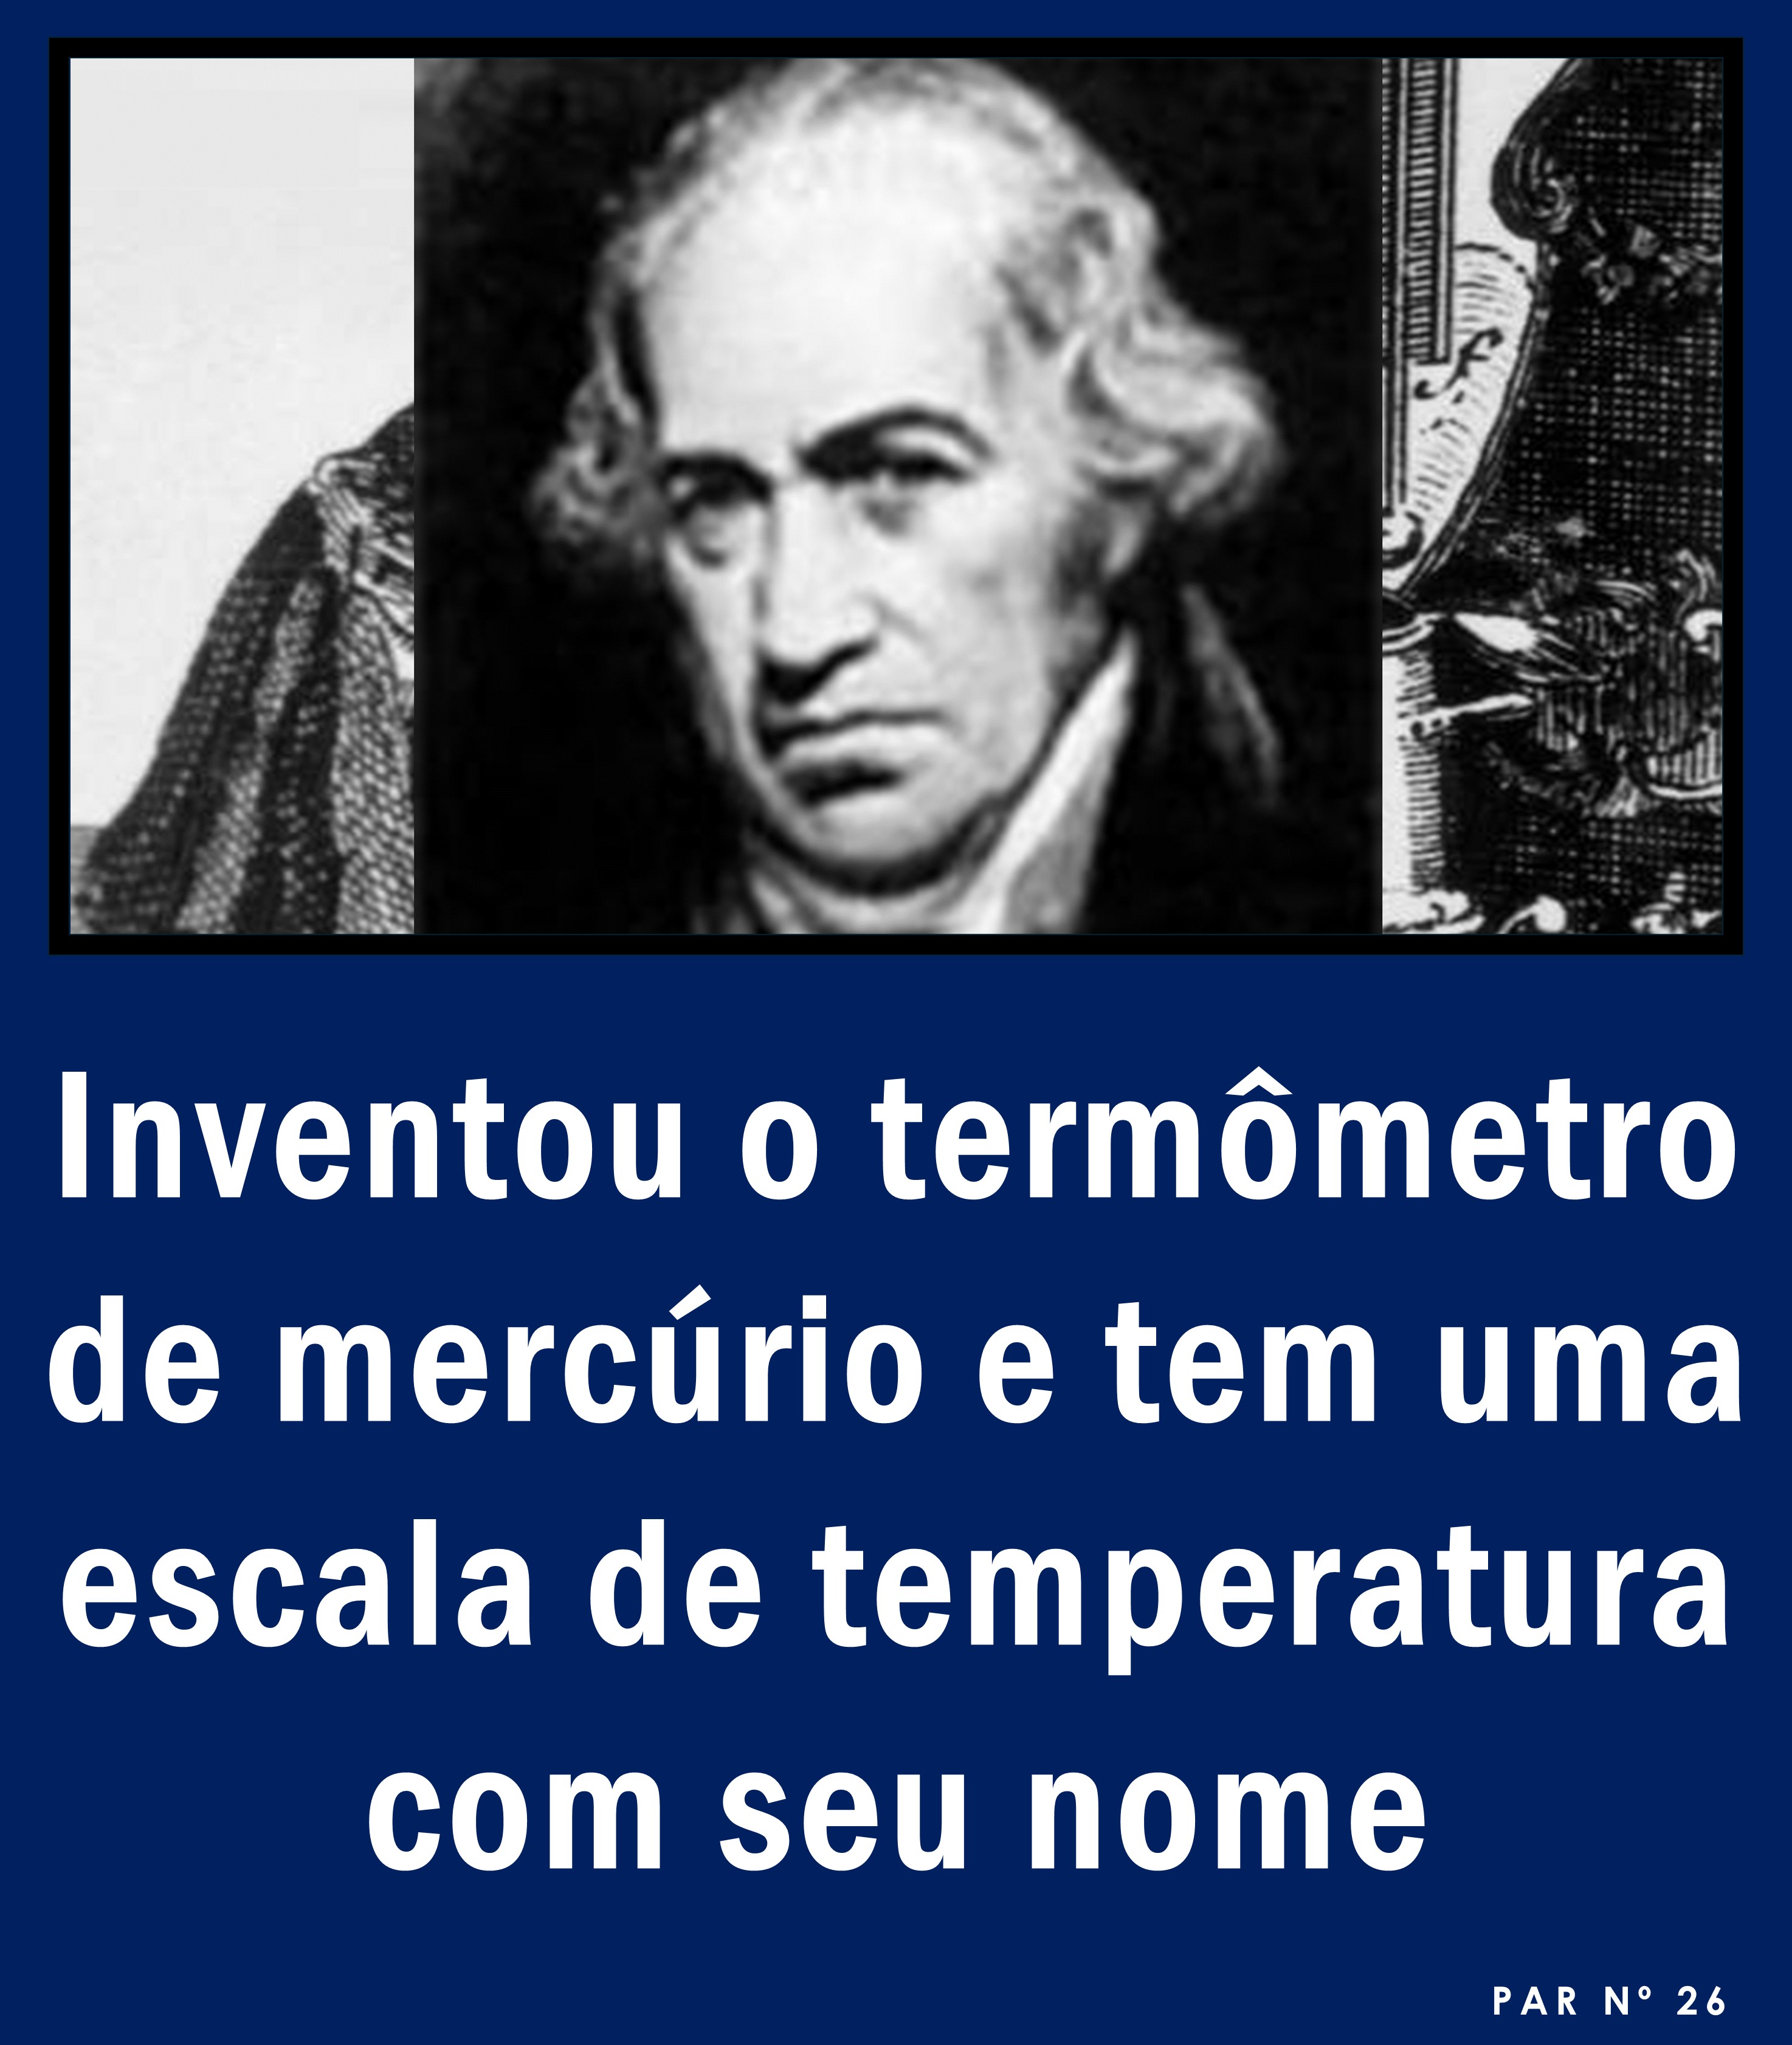 Inventou o termômetro
de mercúrio e tem uma
escala de temperatura
com seu nome
PAR Nº 26